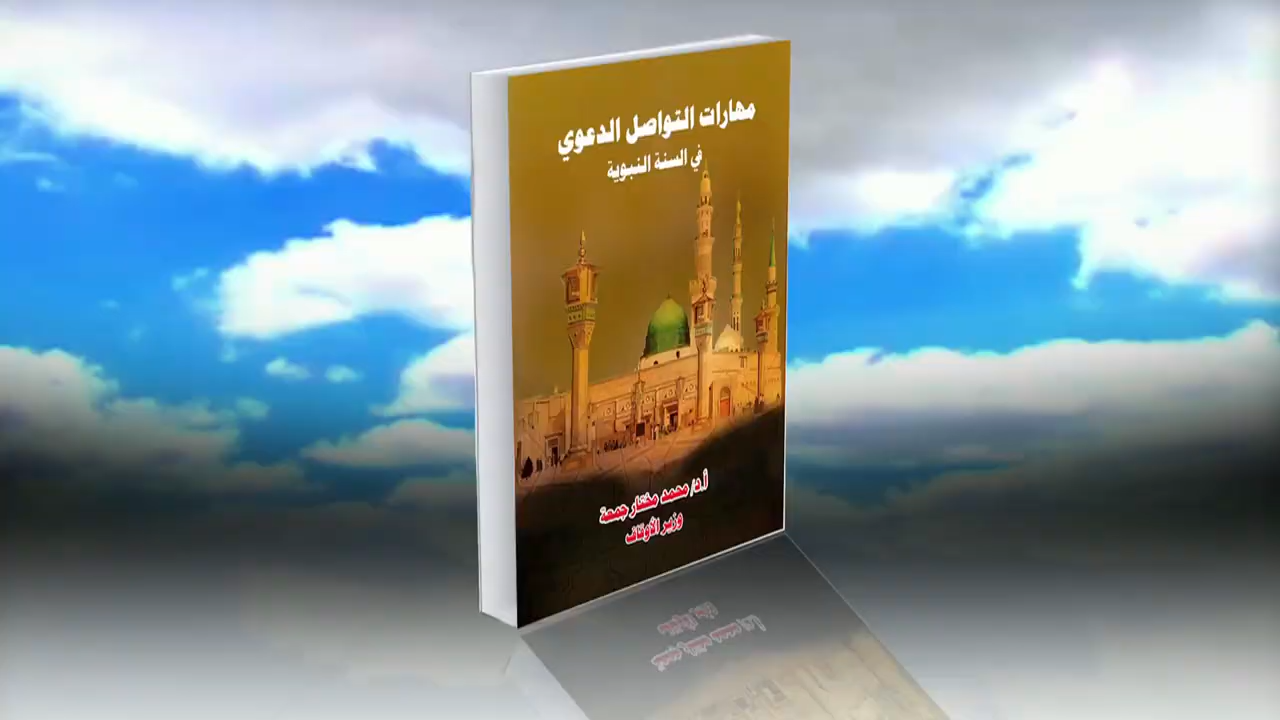 مهارات التواصل الدعوي
في السنة النبوية
أ.د/ محمد مختار جمعة
وزير الأوقاف